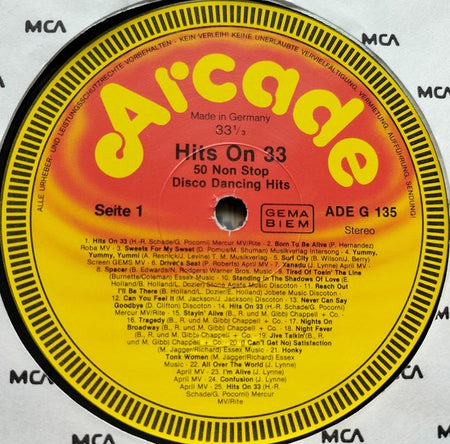 MCA
MCA
MCA
MCA
MCA
MCA
MCA
ALLE URHEBER- UND LEISTUNGSSCHUTZRECHTE VORBEHALTEN · KEIN VERLEIH! KEINE UNERLAUBTE VERVIELFÄLTIGUNG, VERMIETUNG, AUFFÜHRUNG, SENDUNG!
Arcade
Made in Germany
33 1/3
Hits On 33
50 Non Stop
Disco Dancing Hits
Seite 1
GEMA
BIEM
ADE G 135
Stereo
1. Hits On 33 (H.-R. Schade/G. Pocorni) Mercur MV/Rite · 2. Born To Be Alive (P. Hernandez)
Roba MV · 3. Sweets For My Sweet (D. Pomus/M. Shuman) Musikverlag Intersong · 4. Yummy,
Yummy, Yummi (A. Resnick/J. Levine) T. M. Musikverlag · 5. Surf City (B. Wilson/J. Berry)
Screen GEMS MV · 6. Driver's Seat (P. Roberts) April MV · 7. Xanadu (J. Lynne) April MV ·
8. Spacer (B. Edwards/N. Rodgers) Warner Bros. Music · 9. Tired Of Toein' The Line
(Burnette/Coleham) Essex Music · 10. Standing In The Shadows Of Love (E.
Holland/B. Holland/L. Dozier) Stone Agate Music Discoton · 11. Reach Out
I'll Be There (B. Holland/L. Dozier/E. Holland) Jobete Music Discoton ·
12. Can You Feel It (M. Jackson/J. Jackson) Discoton · 13. Never Can Say
Goodbye (D. Clifton) Discoton · 14. Hits On 33 (H.-R. Schade/G. Pocorni)
Mercur MV/Rite · 15. Stayin' Alive (B., R. und M. Gibb) Chappell + Co. ·
16. Tragedy (B., R. und M. Gibb) Chappell + Co. · 17. Nights On
Broadway (B., R. und M. Gibb) Chappell + Co. · 18. Night Faver
(B., R. und M. Gibb) Chappell + Co. · 19. Jive Talkin' (B.,
R. und M. Gibb) Chappell + Co. · 20. (I Can't Get No) Satisfaction
(M. Jagger/Richard) Essex Music · 21. Honky
Tonk Women (M. Jagger/Richard) Essex
Music · 22. All Over The World (J. Lynne)
April MV · 23. I'm Alive (J. Lynne)
April MV · 24. Confusion (J. Lynne)
April MV · 25. Hits On 33 (H.-R.
Schade/G. Pocorni) Mercur
MV/Rite